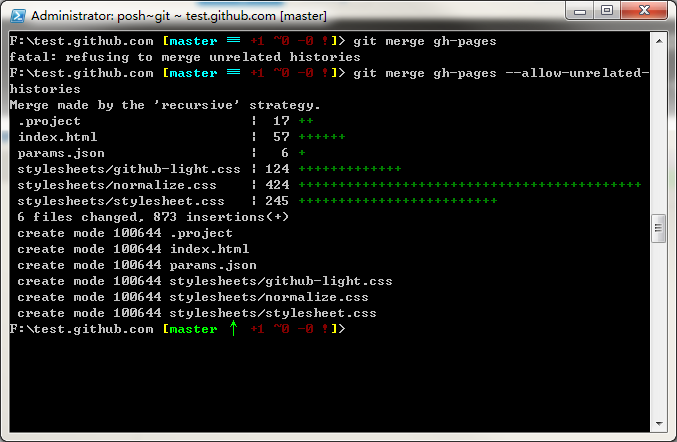 Administrator: posh~git ~ test.github.com [master]
F:\test.github.com [master ≡ +1 ~0 -0 !]> git merge gh-pages
fatal: refusing to merge unrelated histories
F:\test.github.com [master ≡ +1 ~0 -0 !]> git merge gh-pages --allow-unrelated-
histories
Merge made by the 'recursive' strategy.
.project | 17 ++
index.html | 57 ++++++
params.json | 6 +
stylesheets/github-light.css | 124 +++++++++++++
stylesheets/normalize.css | 424 ++++++++++++++++++++++++++++++++++++++++++++
stylesheets/stylesheet.css | 245 +++++++++++++++++++++++++
6 files changed, 873 insertions(+)
create mode 100644 .project
create mode 100644 index.html
create mode 100644 params.json
create mode 100644 stylesheets/github-light.css
create mode 100644 stylesheets/normalize.css
create mode 100644 stylesheets/stylesheet.css
F:\test.github.com [master ↑ +1 ~0 -0 !]>